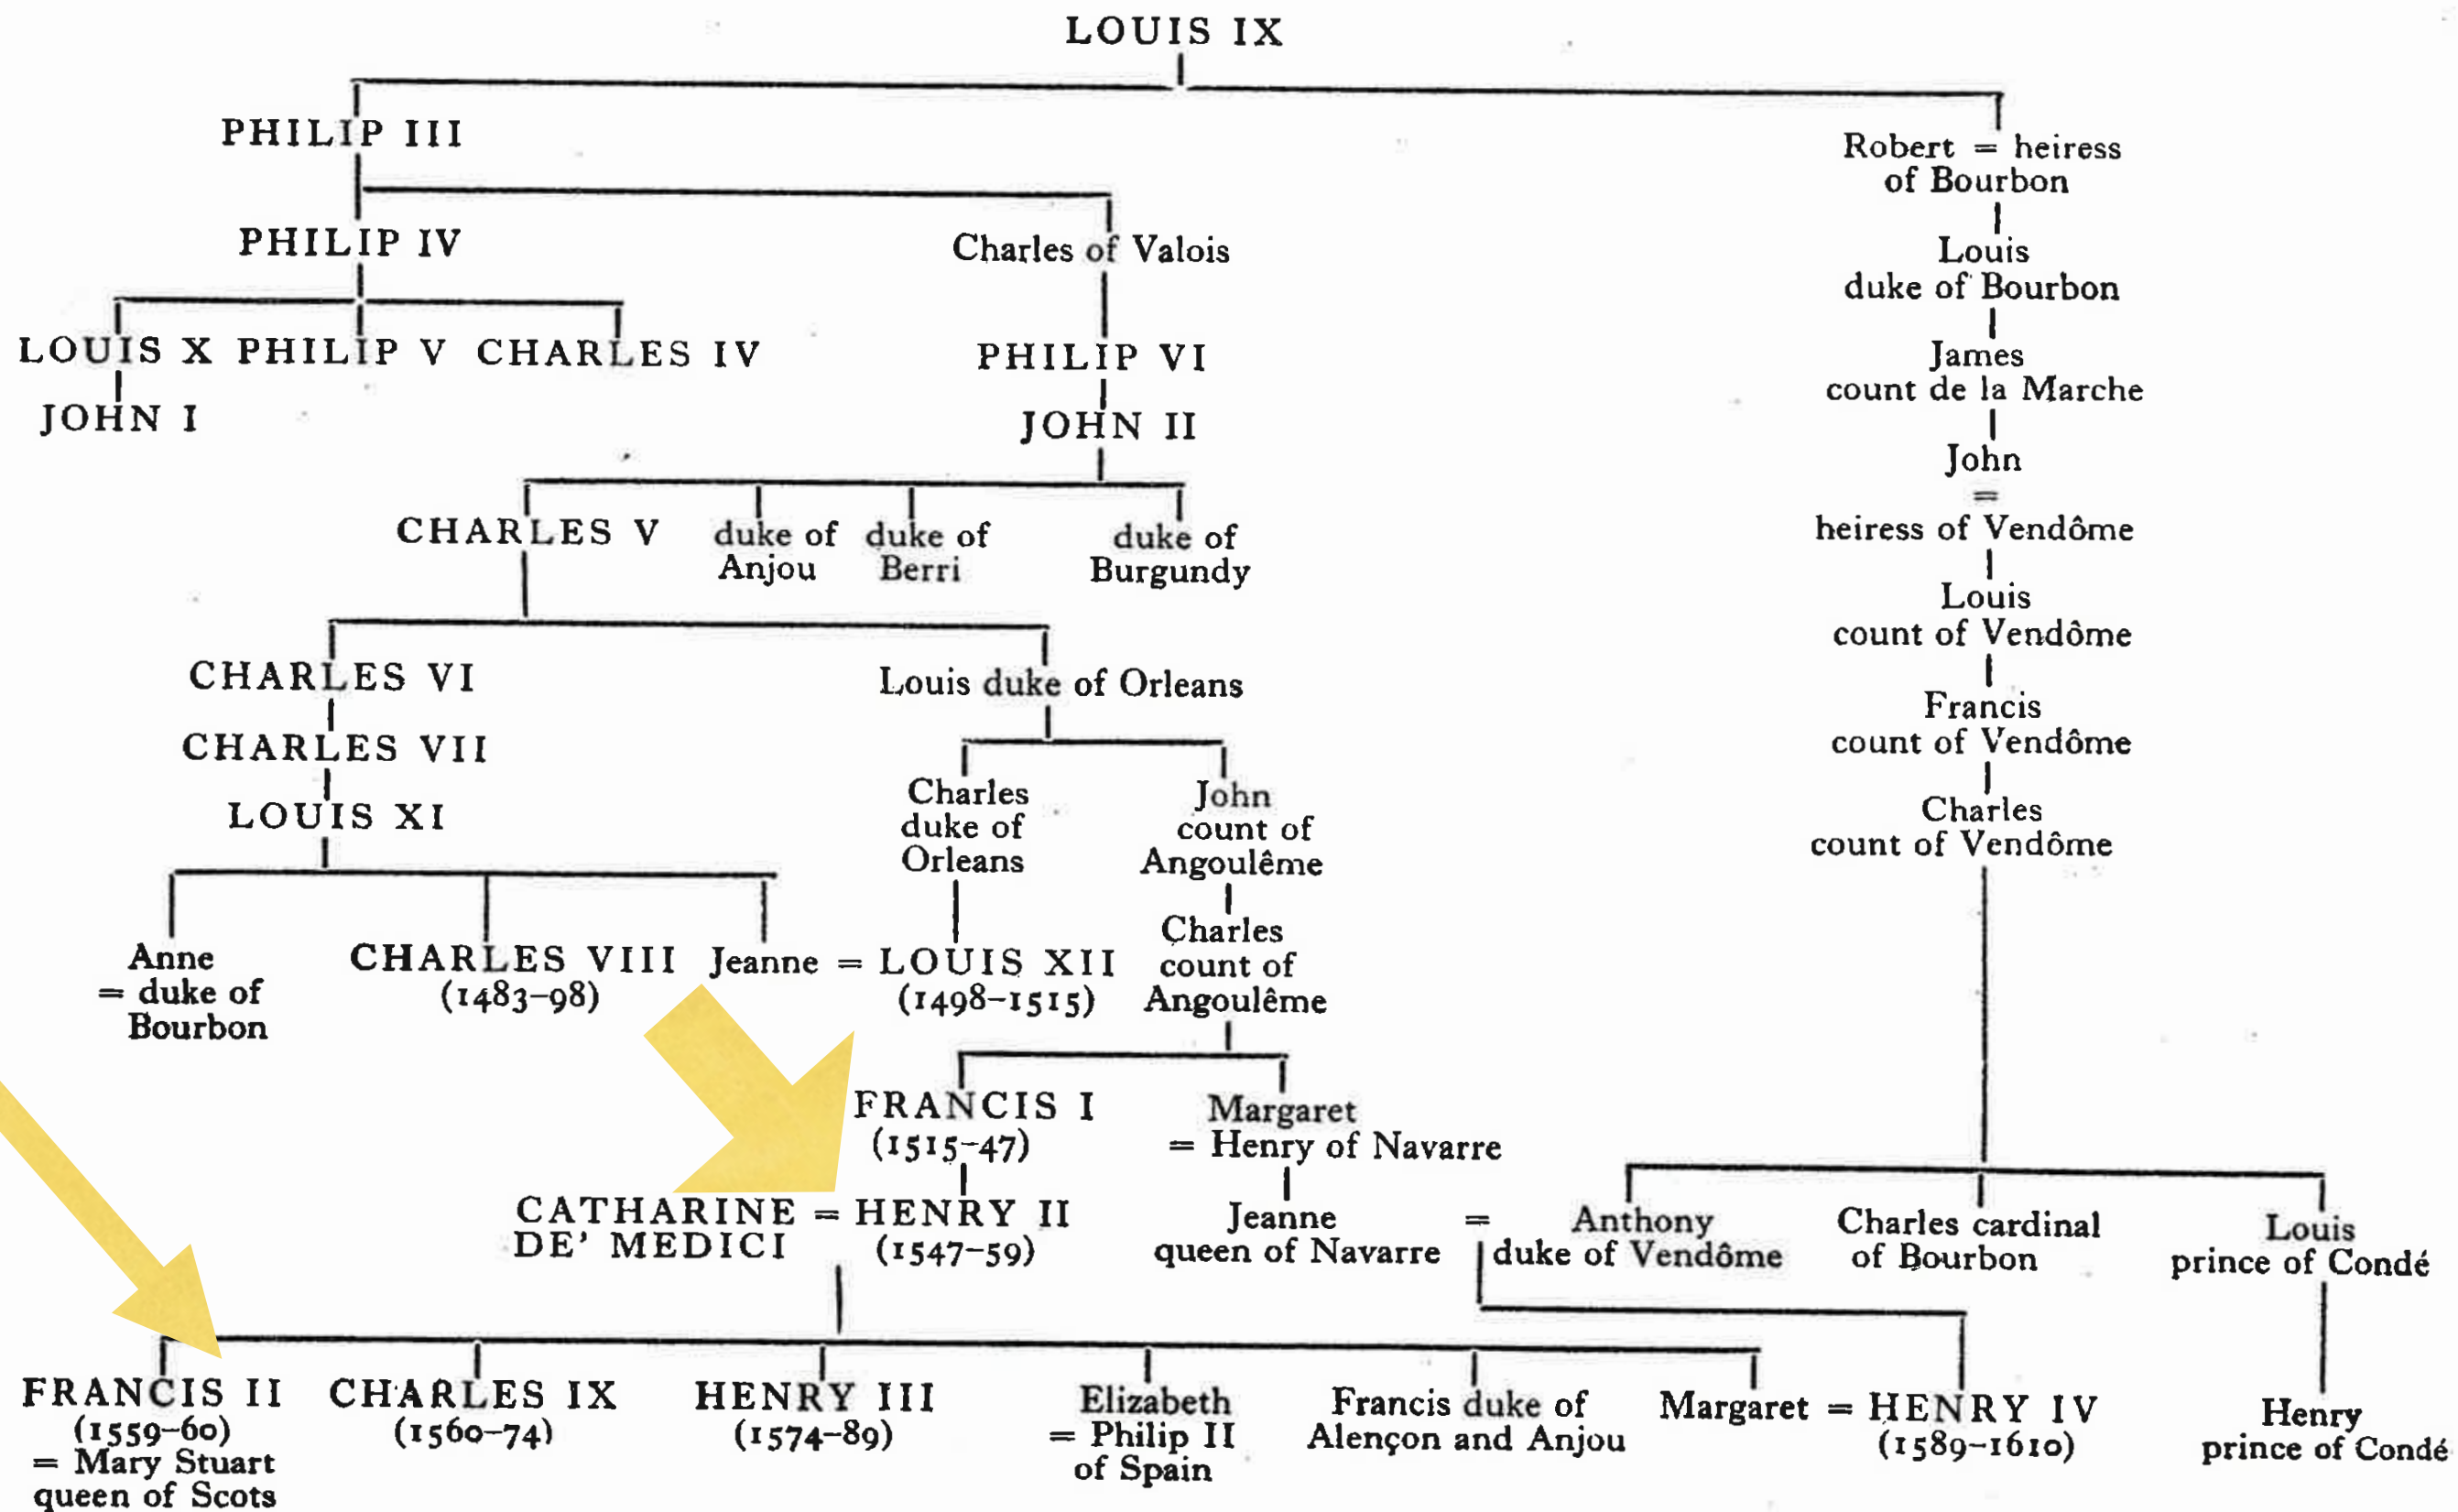 LOUIS IX
PHILIP III
Robert = heiress
of Bourbon
PHILIP IV
Charles of Valois
Louis
duke of Bourbon
LOUIS X PHILIP V CHARLES IV
PHILIP VI
James
count de la Marche
JOHN I
JOHN II
John
=
heiress of Vendôme
CHARLES V
duke of
Anjou
duke of
Berri
duke of
Burgundy
Louis
count of Vendôme
CHARLES VI
Louis duke of Orleans
Francis
count of Vendôme
CHARLES VII
LOUIS XI
Charles
duke of
Orleans
John
count of
Angoulême
Charles
count of Vendôme
Anne
= duke of
Bourbon
CHARLES VIII
(1483–98)
Jeanne = LOUIS XII
(1498–1515)
Charles
count of
Angoulême
FRANCIS I
(1515–47)
Margaret
= Henry of Navarre
CATHARINE = HENRY II
DE' MEDICI (1547–59)
Jeanne
queen of Navarre
=
Anthony
duke of Vendôme
Charles cardinal
of Bourbon
Louis
prince of Condé
FRANCIS II
(1559–60)
= Mary Stuart
queen of Scots
CHARLES IX
(1560–74)
HENRY III
(1574–89)
Elizabeth
= Philip II
of Spain
Francis duke of
Alençon and Anjou
Margaret = HENRY IV
(1589–1610)
Henry
prince of Condé